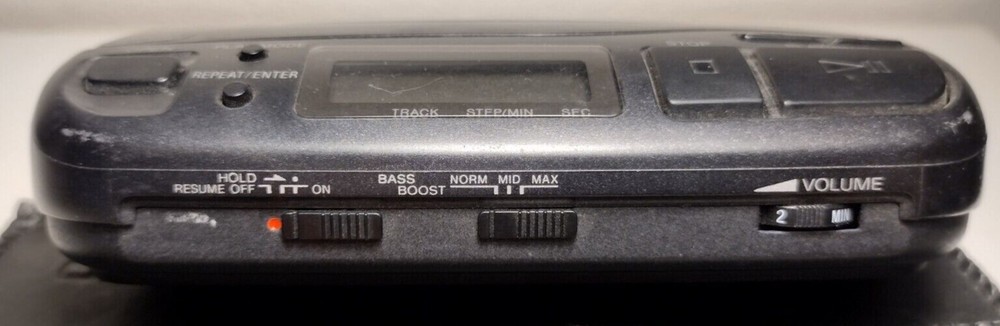 REPEAT/ENTER
STOP
TRACK STEP/MIN SEC
HOLD
RESUME OFF ON
BASS
BOOST
NORM MID MAX
VOLUME
2 MIN